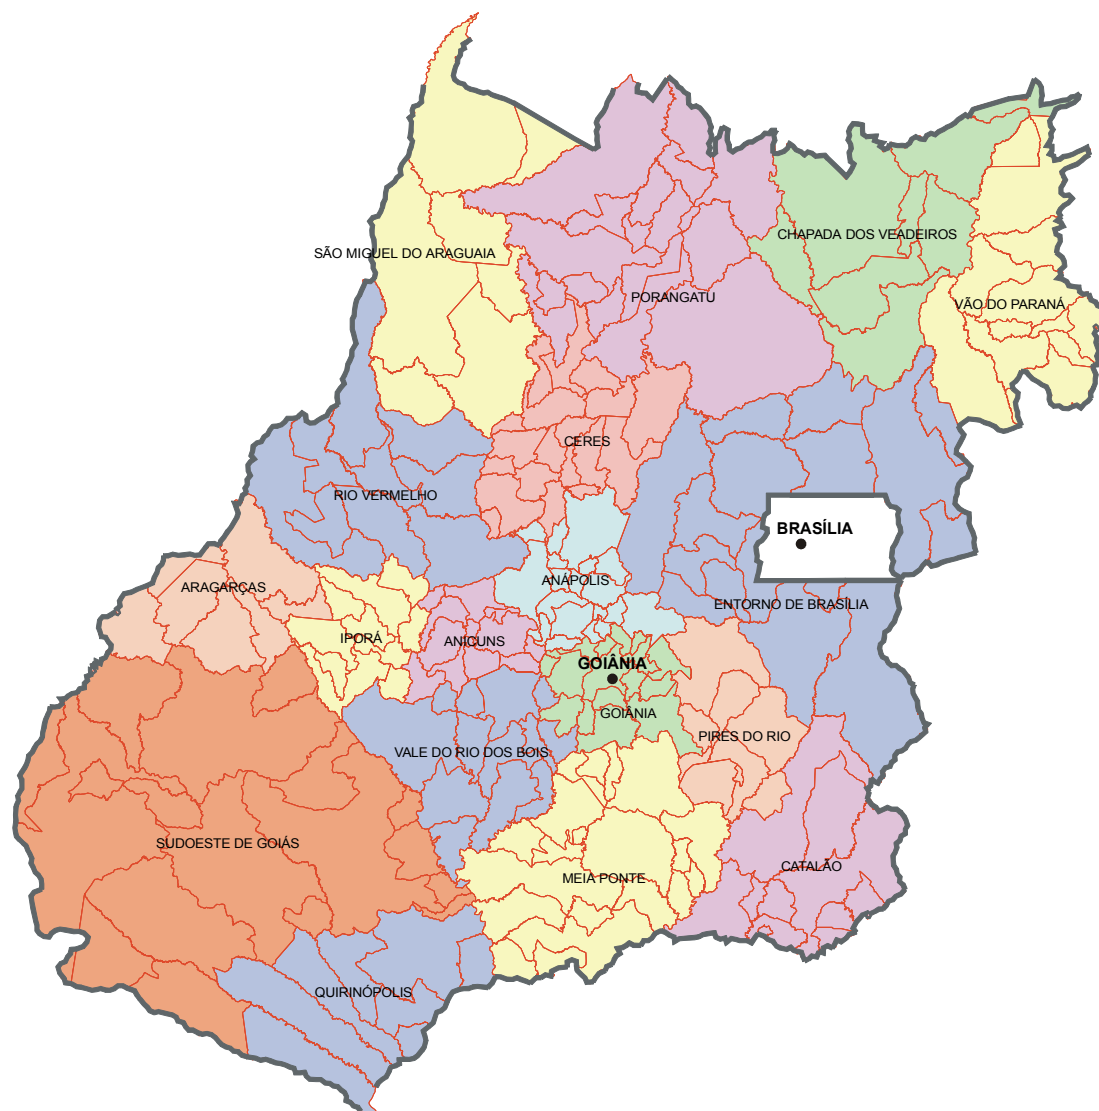 CHAPADA DOS VEADEIROS
SÃO MIGUEL DO ARAGUAIA
PORANGATU
VÃO DO PARANÁ
CERES
RIO VERMELHO
BRASÍLIA
ANÁPOLIS
ARAGARÇAS
ENTORNO DE BRASÍLIA
IPORÁ
ANICUNS
GOIÂNIA
GOIÂNIA
PIRES DO RIO
VALE DO RIO DOS BOIS
SUDOESTE DE GOIÁS
CATALÃO
MEIA PONTE
QUIRINÓPOLIS